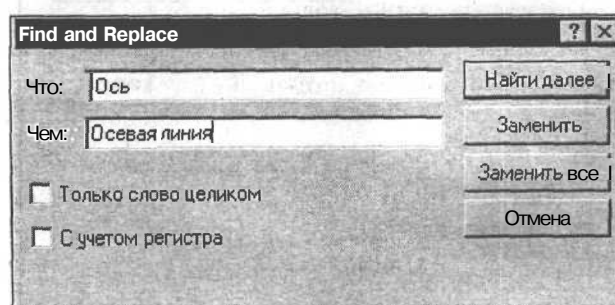 Find and Replace
Что: Ось
Найти далее
Чем: Осевая линия
Заменить
Заменить все
Только слово целиком
Отмена
С учетом регистра